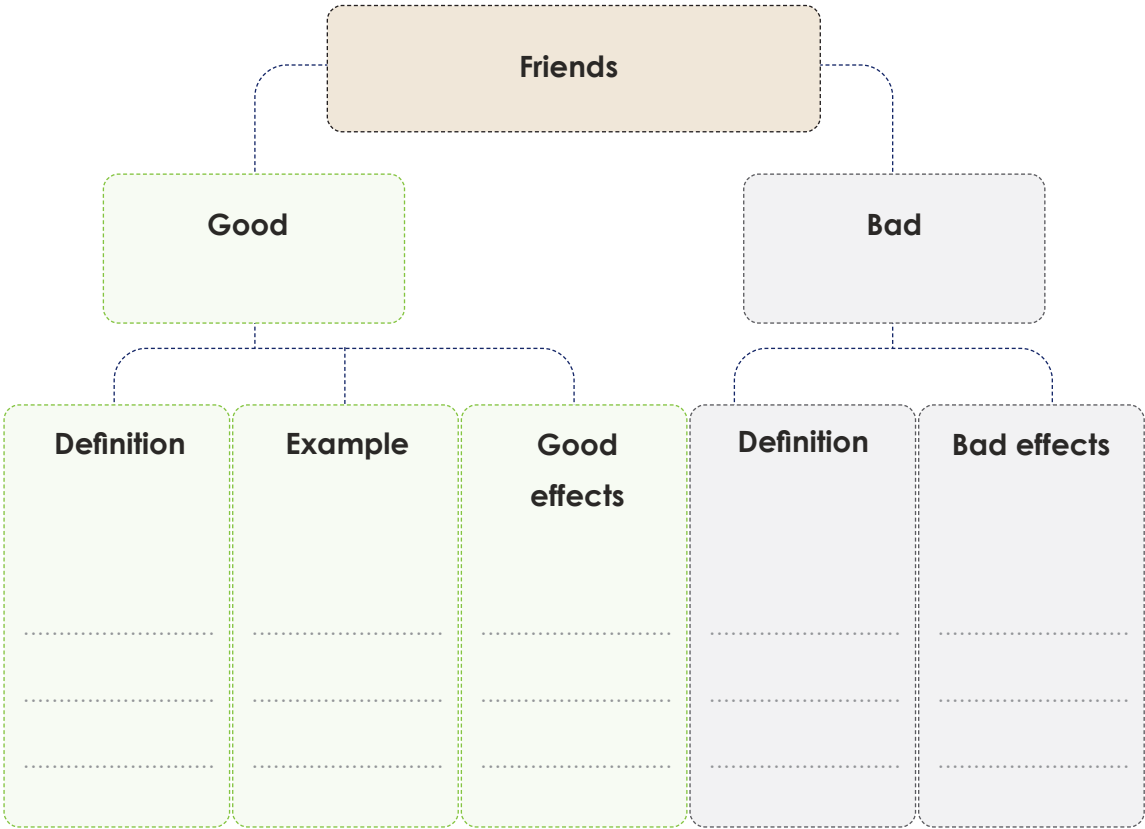 Friends
Good
Bad
Definition
Example
Good
effects
Definition
Bad effects